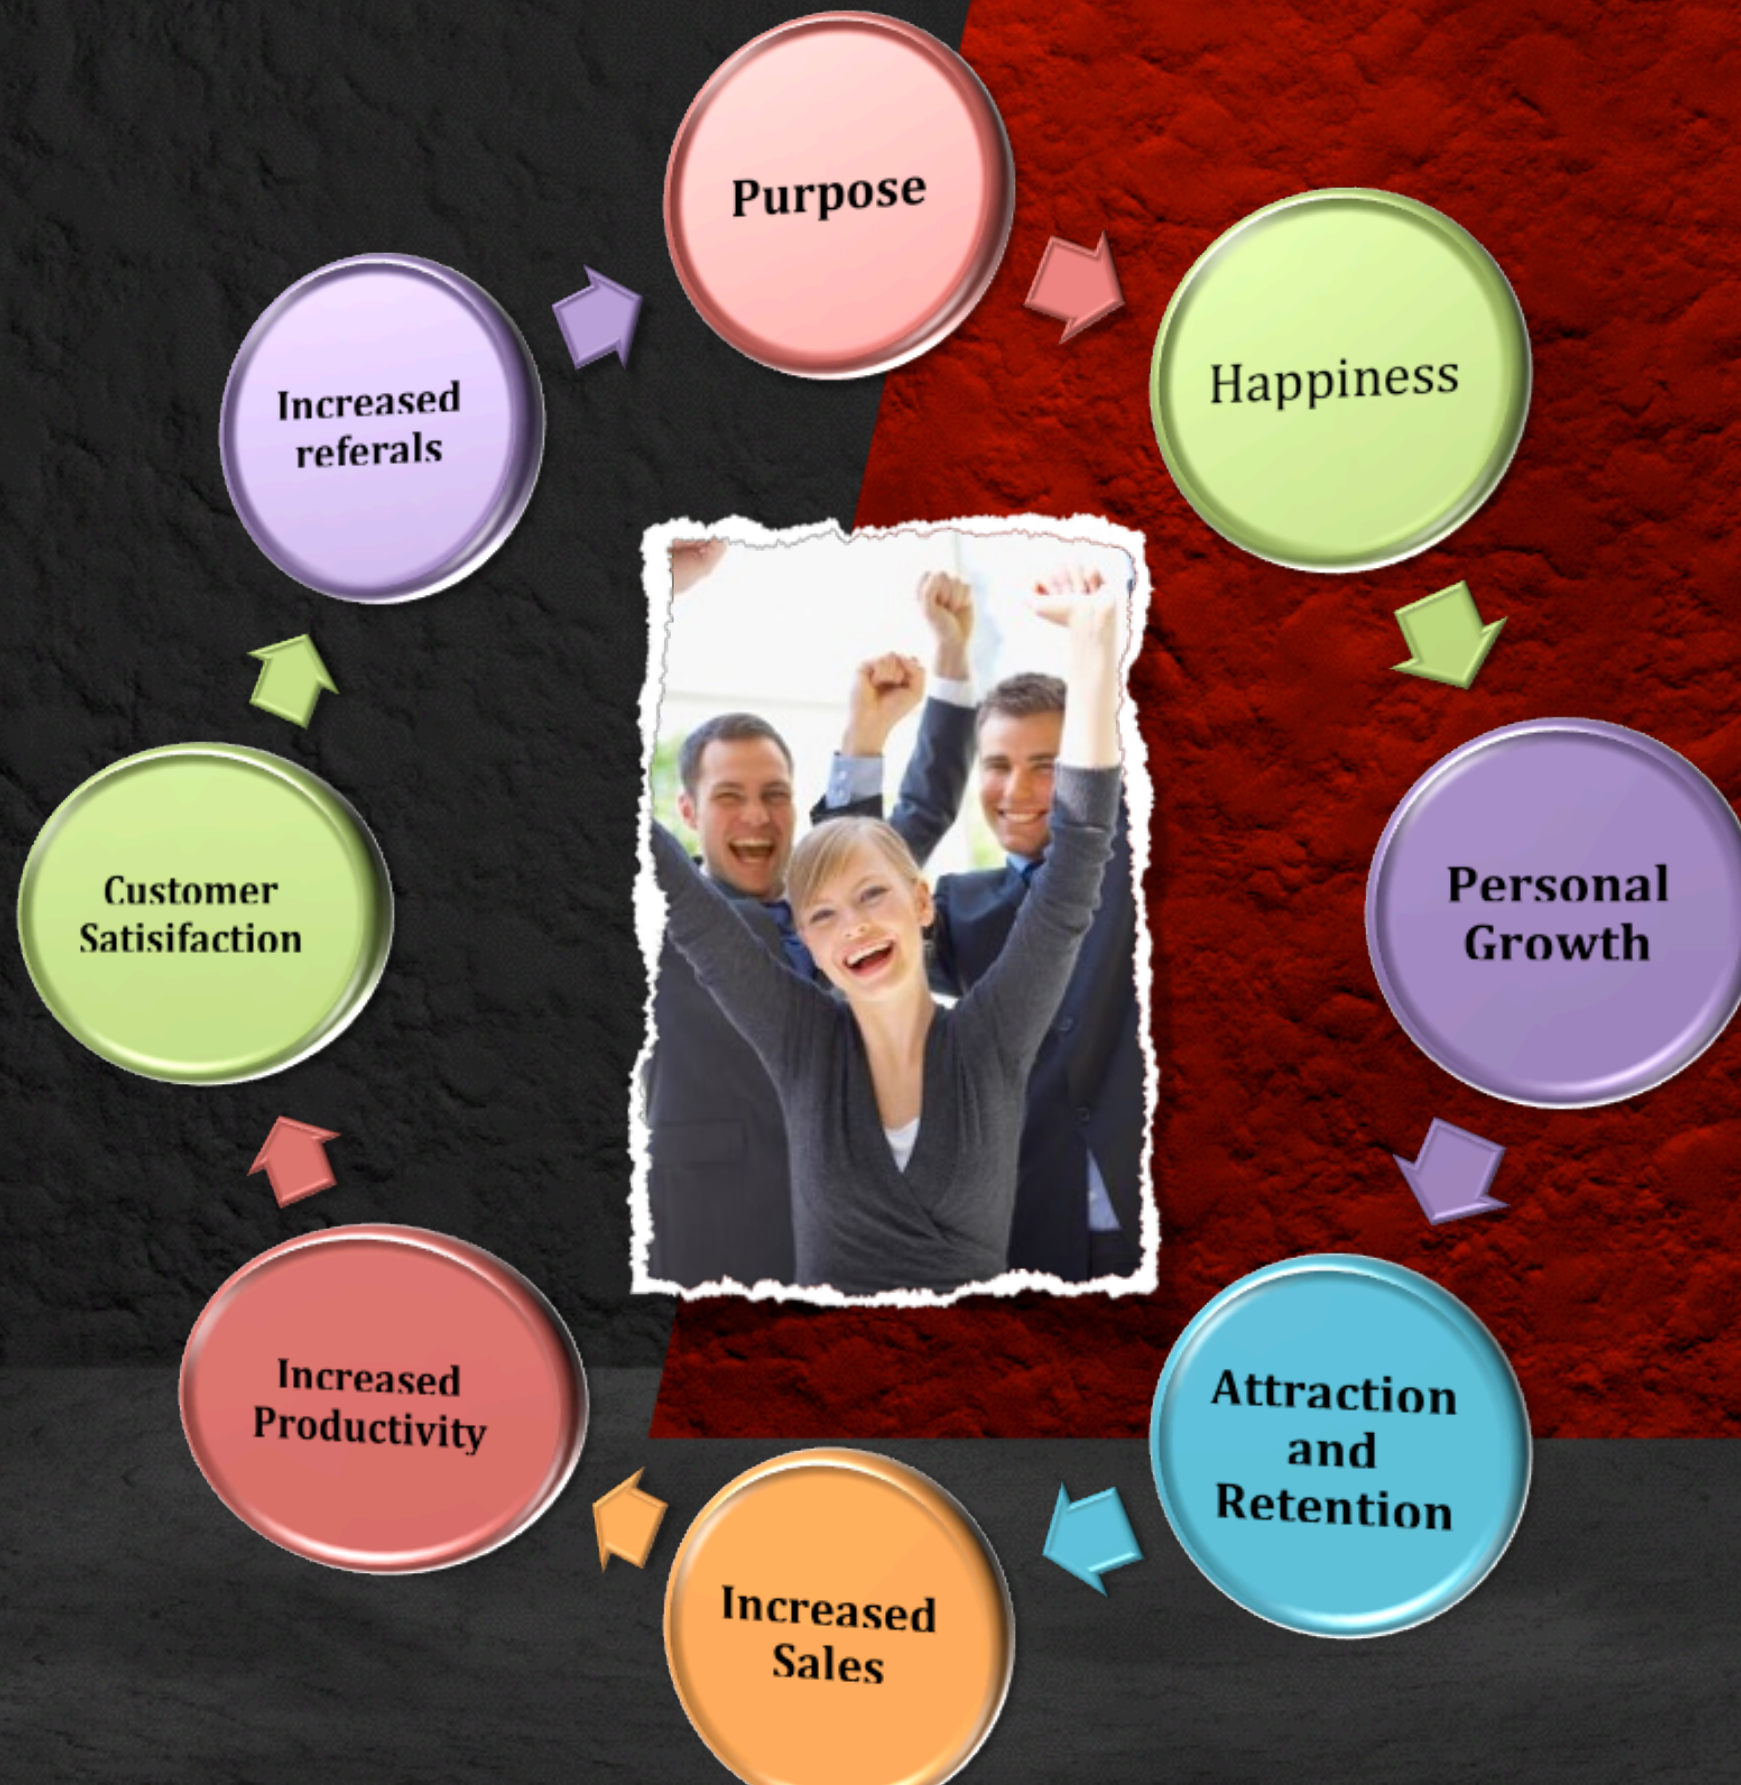 Purpose
Happiness
Personal
Growth
Attraction
and
Retention
Increased
Sales
Increased
Productivity
Customer
Satisifaction
Increased
referals